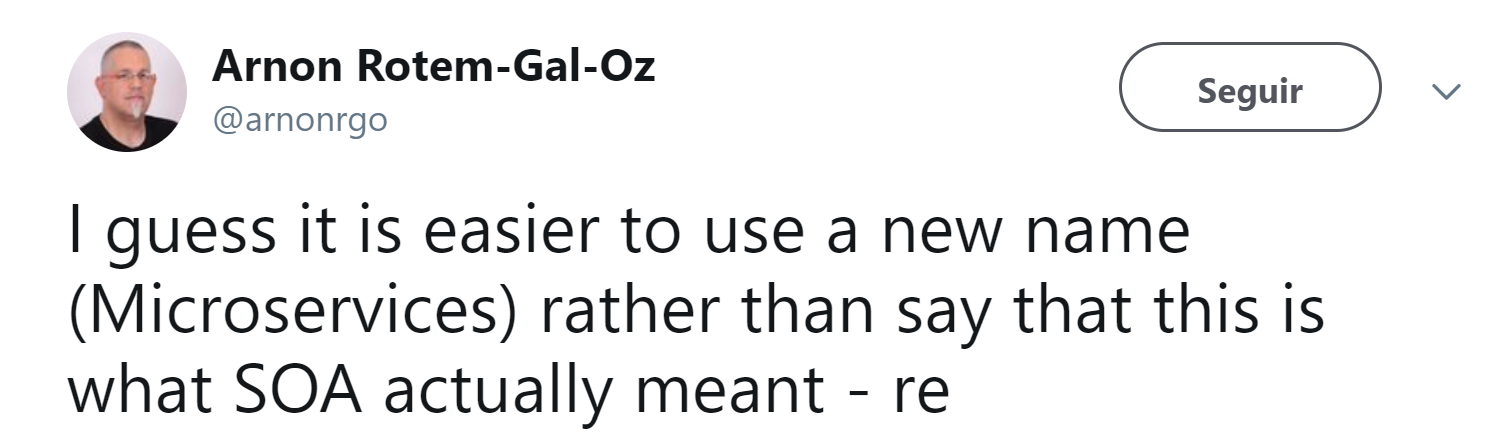 Arnon Rotem-Gal-Oz
@arnonrgo
Seguir
I guess it is easier to use a new name
(Microservices) rather than say that this is
what SOA actually meant - re